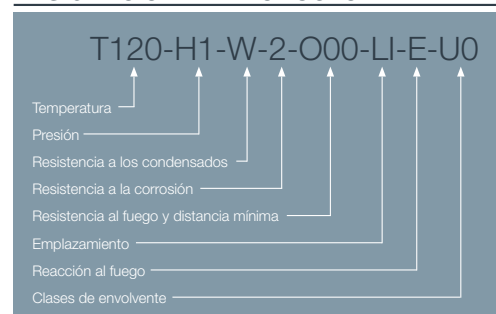 T120-H1-W-2-O00-LI-E-U0
Temperatura
Presión
Resistencia a los condensados
Resistencia a la corrosión
Resistencia al fuego y distancia mínima
Emplazamiento
Reacción al fuego
Clases de envolvente